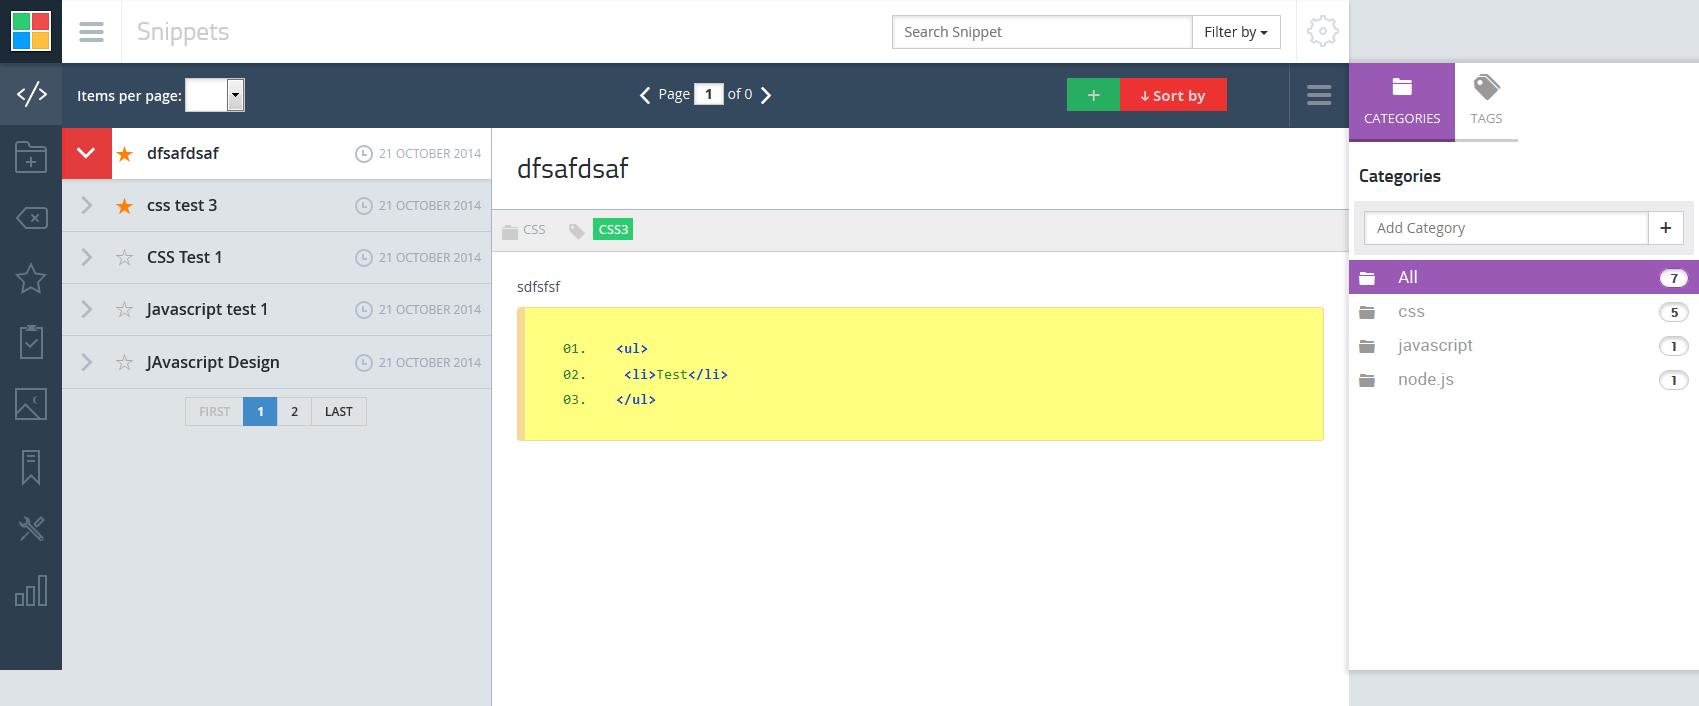 Snippets
Search Snippet
Filter by
Items per page:
Page 1 of 0
+ Sort by
CATEGORIES
TAGS
dfsafdsaf 21 OCTOBER 2014
css test 3 21 OCTOBER 2014
CSS Test 1 21 OCTOBER 2014
Javascript test 1 21 OCTOBER 2014
JAvascript Design 21 OCTOBER 2014
FIRST 1 2 LAST
dfsafdsaf
CSS CSS3
sdfsfsf
01. <ul>
02. <li>Test</li>
03. </ul>
Categories
Add Category +
All 7
css 5
javascript 1
node.js 1